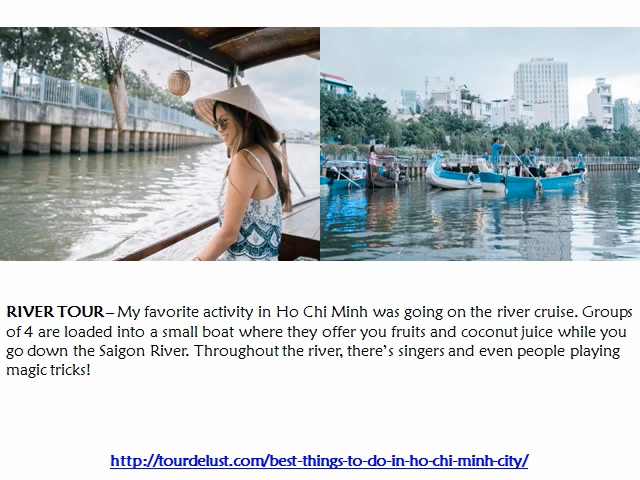 RIVER TOUR – My favorite activity in Ho Chi Minh was going on the river cruise. Groups
of 4 are loaded into a small boat where they offer you fruits and coconut juice while you
go down the Saigon River. Throughout the river, there's singers and even people playing
magic tricks!
http://tourdelust.com/best-things-to-do-in-ho-chi-minh-city/